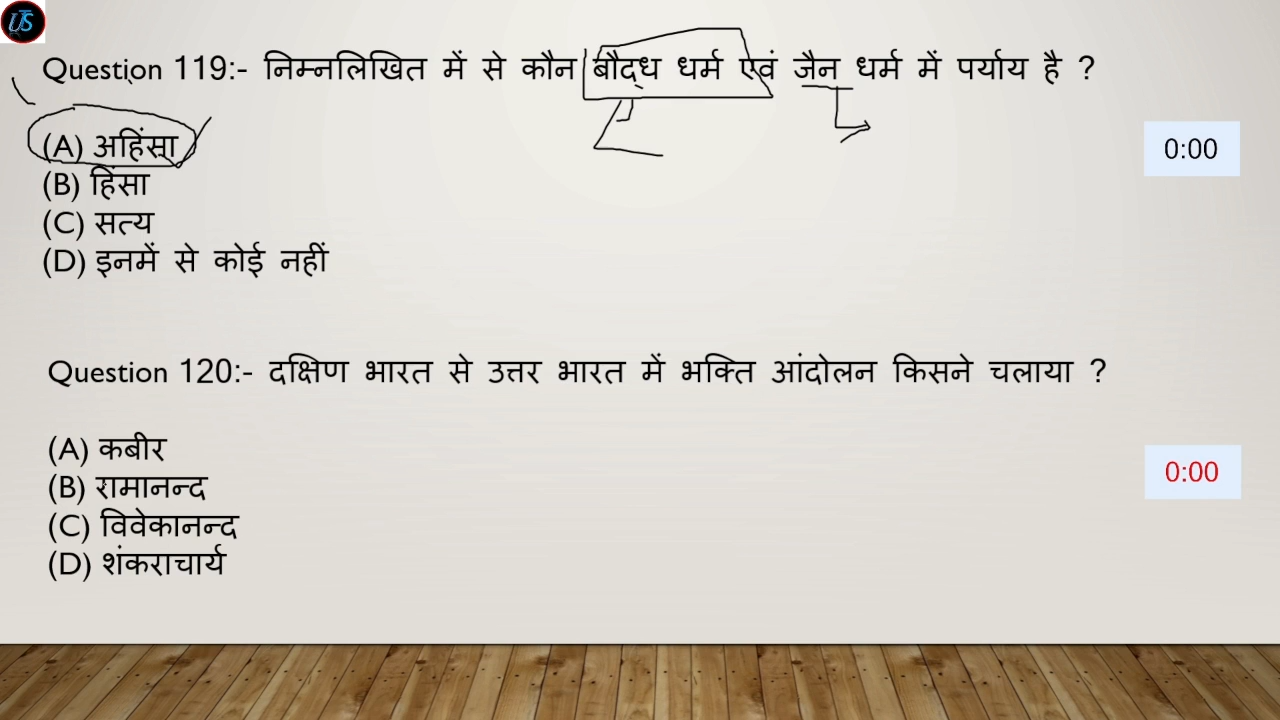 US
Question 119:- निम्नलिखित में से कौन बौद्ध धर्म एवं जैन धर्म में पर्याय है ?
(A) अहिंसा
0:00
(B) हिंसा
(C) सत्य
(D) इनमें से कोई नहीं
Question 120:- दक्षिण भारत से उत्तर भारत में भक्ति आंदोलन किसने चलाया ?
(A) कबीर
0:00
(B) रामानन्द
(C) विवेकानन्द
(D) शंकराचार्य